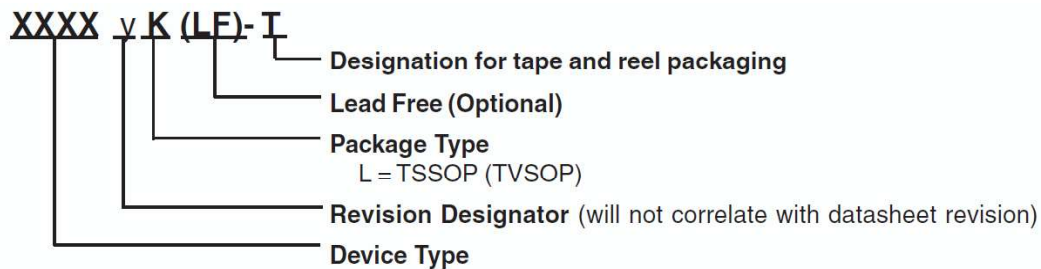 XXXX y K (LF)- T
Designation for tape and reel packaging
Lead Free (Optional)
Package Type
L = TSSOP (TVSOP)
Revision Designator (will not correlate with datasheet revision)
Device Type